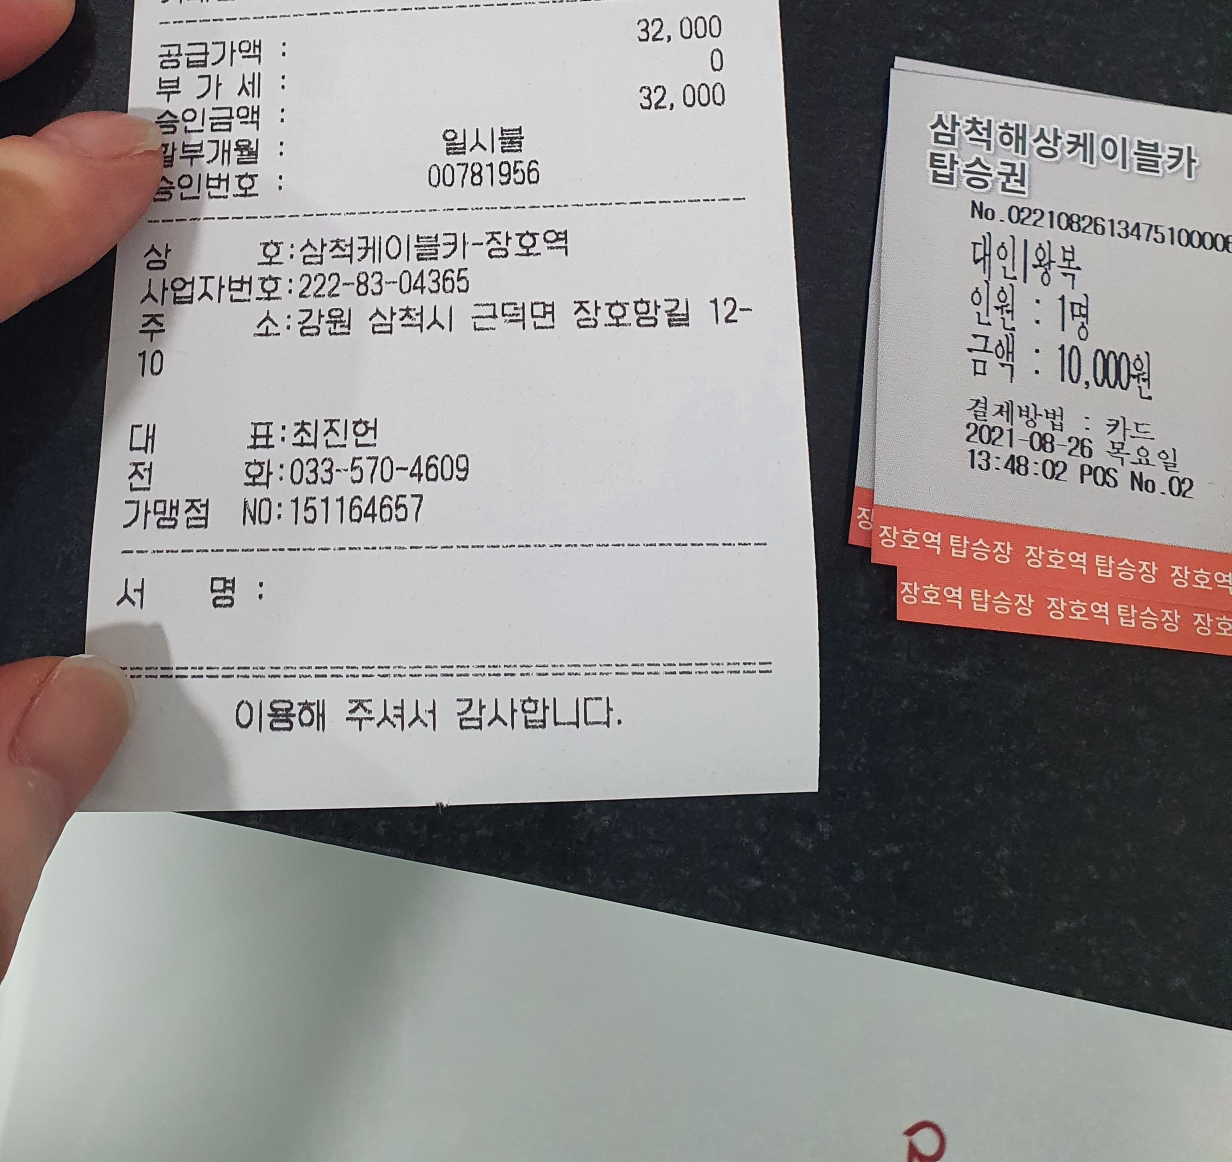 32,000
공급가액 :
0
부 가 세 :
32,000
승인금액 :
할부개월 : 일시불
승인번호 : 00781956
상 호:삼척케이블카-장호역
사업자번호:222-83-04365
주 소:강원 삼척시 근덕면 장호항길 12-
10
대 표:최진헌
전 화:033-570-4609
가맹점 NO:151164657
서 명 :
이용해 주셔서 감사합니다.
삼척해상케이블카
탑승권
No.0221082613475100006
대인|왕복
인원 : 1명
금액 : 10,000원
결제방법 : 카드
2021-08-26 목요일
13:48:02 POS No.02
장호역 탑승장 장호역 탑승장 장호역
장호역 탑승장 장호역 탑승장 장호